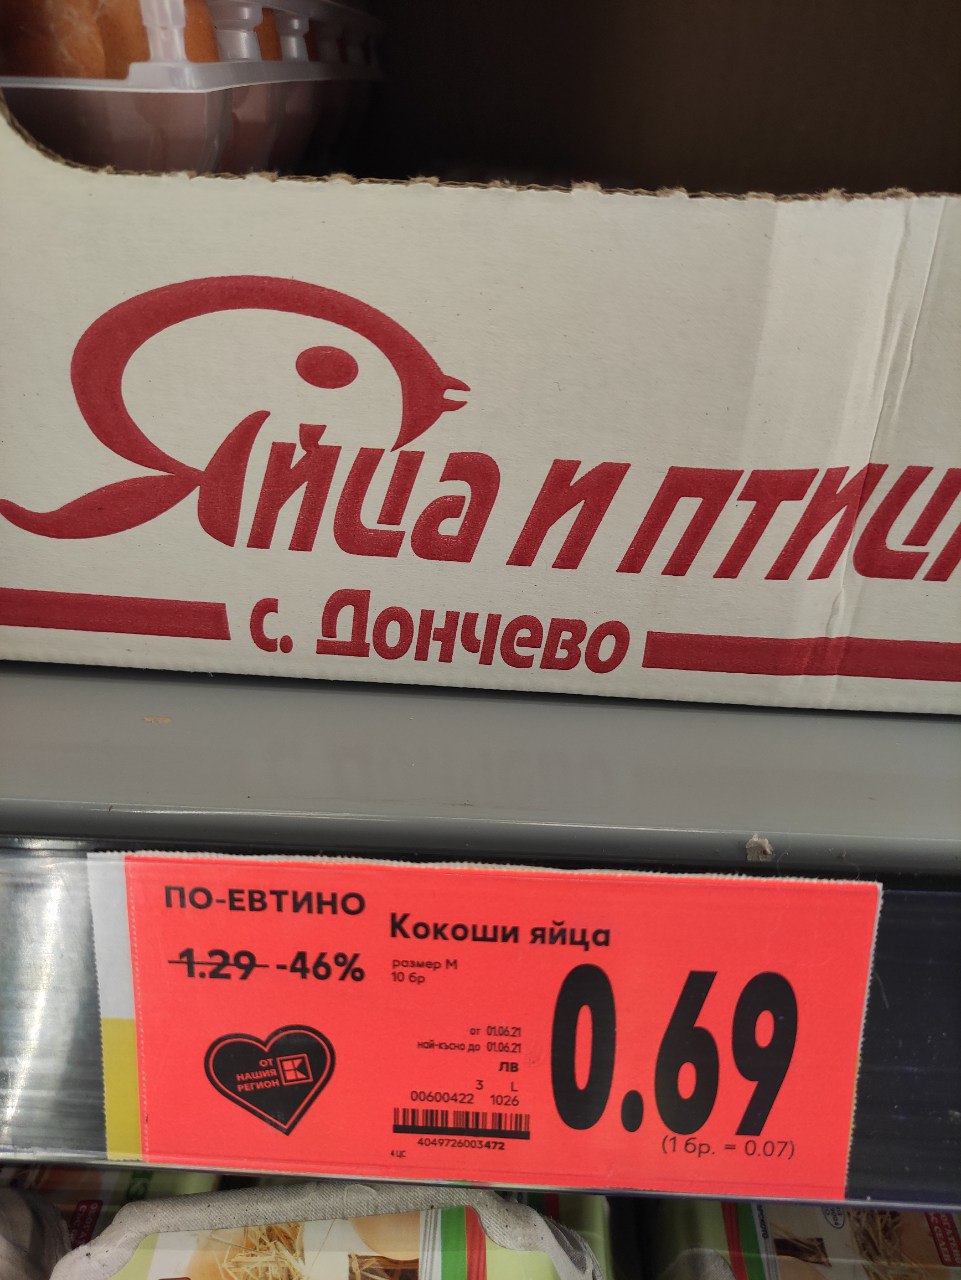 Яйца и птиц
с. Дончево
ПО-ЕВТИНО
1.29 -46%
Кокоши яйца
размер М
10 бр
от 01.06.21
най-късно до 01.06.21
лв
3 L
00600422 1026
4049726003472
0.69
(1 бр. = 0.07)
ОТ
НАШИЯ
РЕГИОН